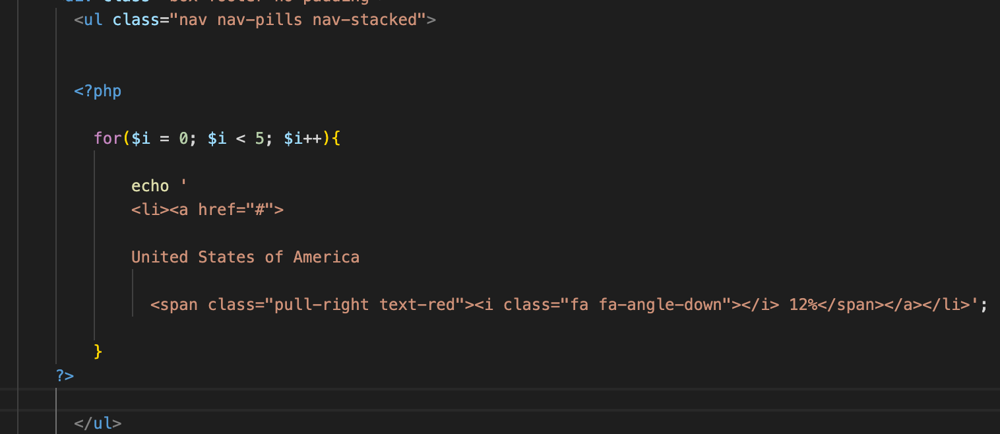 <ul class="nav nav-pills nav-stacked">
<?php
for($i = 0; $i < 5; $i++){
echo '
<li><a href="#">
United States of America
<span class="pull-right text-red"><i class="fa fa-angle-down"></i> 12%</span></a></li>';
}
?>
</ul>